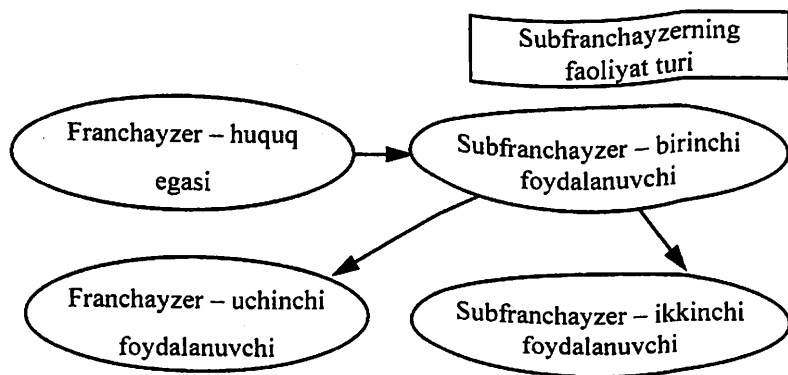 Subfranchayzerning
faoliyat turi
Franchayzer – huquq
egasi
Subfranchayzer – birinchi
foydalanuvchi
Franchayzer – uchinchi
foydalanuvchi
Subfranchayzer – ikkinchi
foydalanuvchi